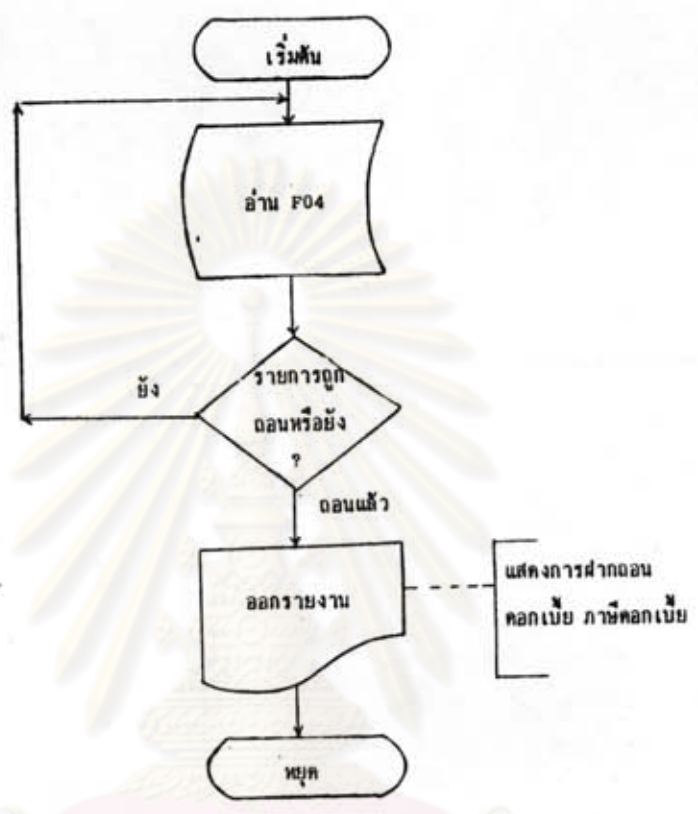 เริ่มต้น
อ่าน F04
รายการถูก
ถอนหรือยัง
?
ยัง
ถอนแล้ว
ออกรายงาน
แสดงการฝากถอน
ดอกเบี้ย ภาษีดอกเบี้ย
หยุด